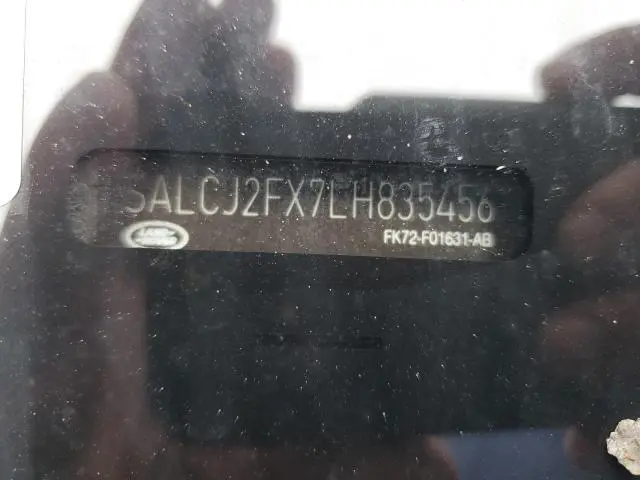 SALCJ2FX7LH835456
LAND ROVER
FK72-F01631-AB